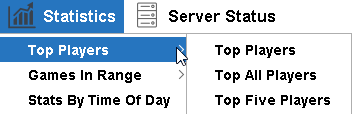 Statistics Server Status
Top Players Top Players
Games In Range Top All Players
Stats By Time Of Day Top Five Players